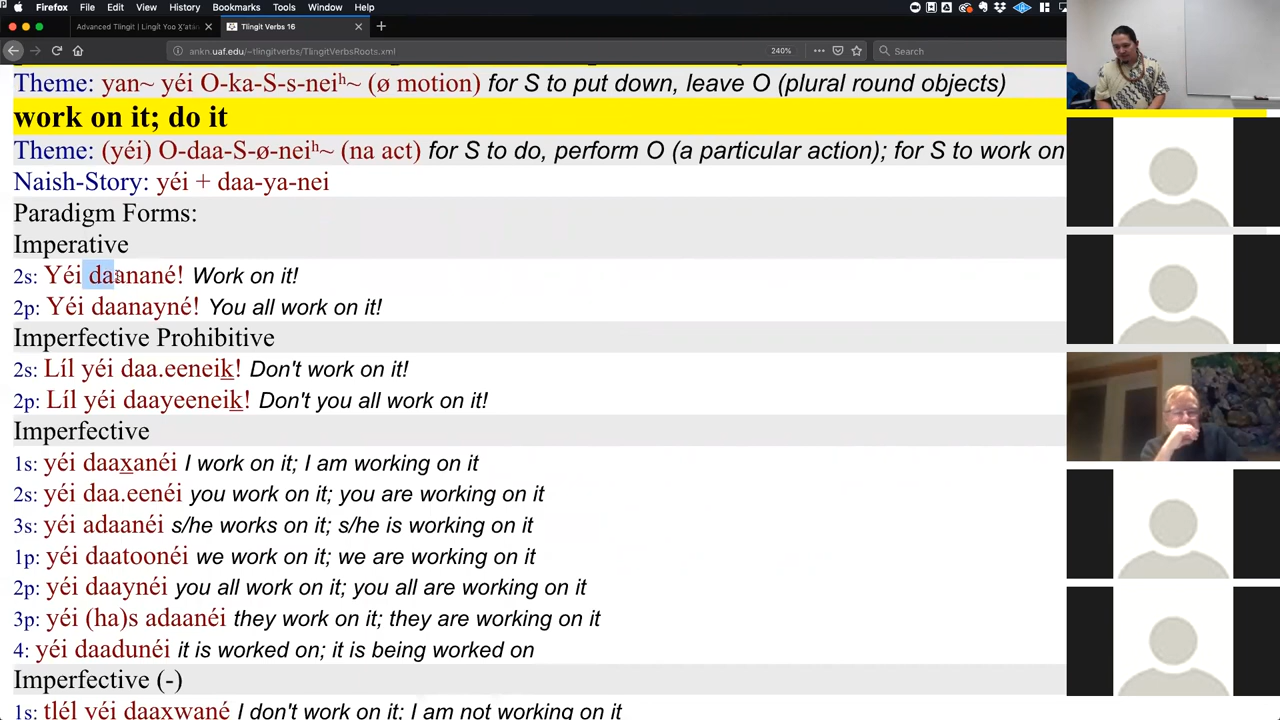 Firefox File Edit View History Bookmarks Tools Window Help
Advanced Tlingit | Lingít Yoo X̱ʼatá
Tlingit Verbs 16
ankn.uaf.edu/~tlingitverbs/TlingitVerbsRoots.xml 240% Search
Theme: yan~ yéi O-ka-S-s-neiʰ~ (ø motion) for S to put down, leave O (plural round objects)
work on it; do it
Theme: (yéi) O-daa-S-ø-neiʰ~ (na act) for S to do, perform O (a particular action); for S to work on
Naish-Story: yéi + daa-ya-nei
Paradigm Forms:
Imperative
2s: Yéi daanané! Work on it!
2p: Yéi daanayné! You all work on it!
Imperfective Prohibitive
2s: Líl yéi daa.eeneiḵ! Don't work on it!
2p: Líl yéi daayeeneiḵ! Don't you all work on it!
Imperfective
1s: yéi daax̱anéi I work on it; I am working on it
2s: yéi daa.eenéi you work on it; you are working on it
3s: yéi adaanéi s/he works on it; s/he is working on it
1p: yéi daatoonéi we work on it; we are working on it
2p: yéi daaynéi you all work on it; you all are working on it
3p: yéi (ha)s adaanéi they work on it; they are working on it
4: yéi daadunéi it is worked on; it is being worked on
Imperfective (-)
1s: tlél yéi daaxwané I don't work on it; I am not working on it